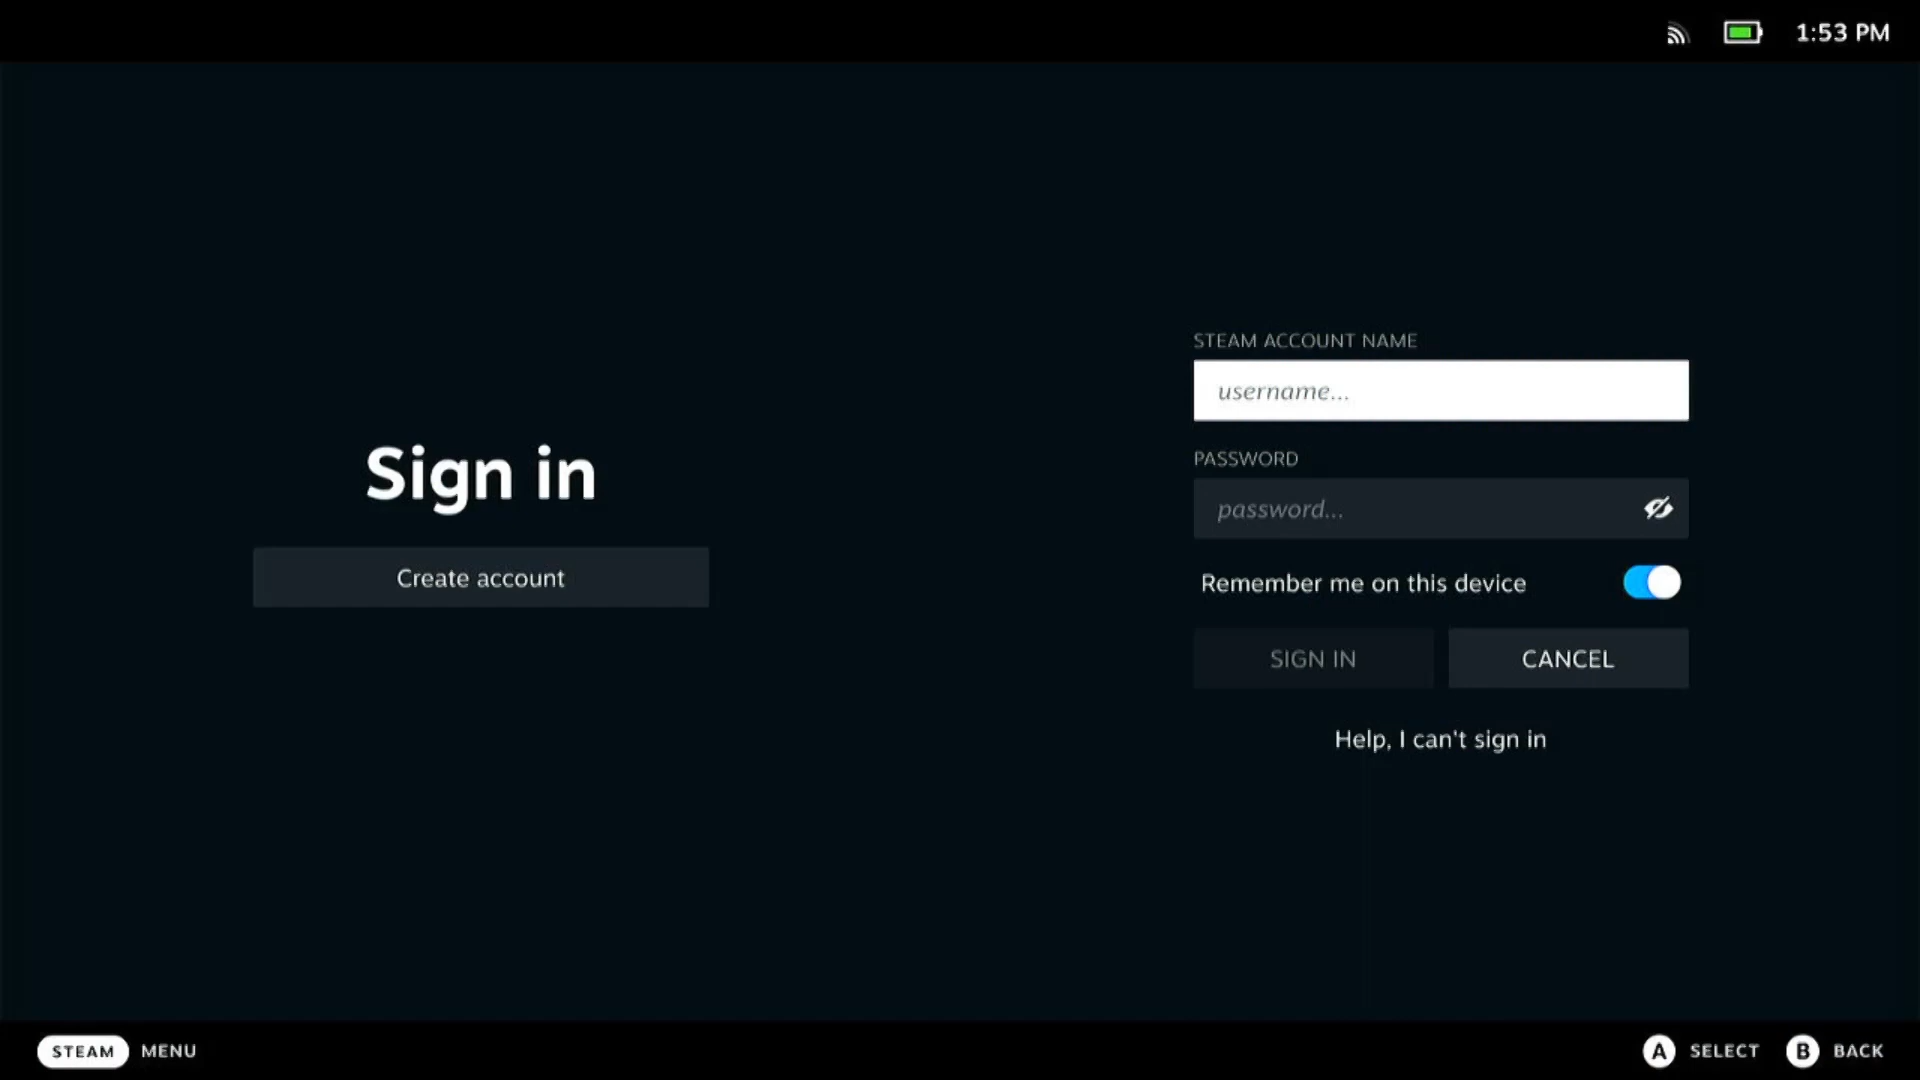 1:53 PM
Sign in
Create account
STEAM ACCOUNT NAME
username...
PASSWORD
password...
Remember me on this device
SIGN IN
CANCEL
Help, I can't sign in
STEAM MENU
A SELECT B BACK